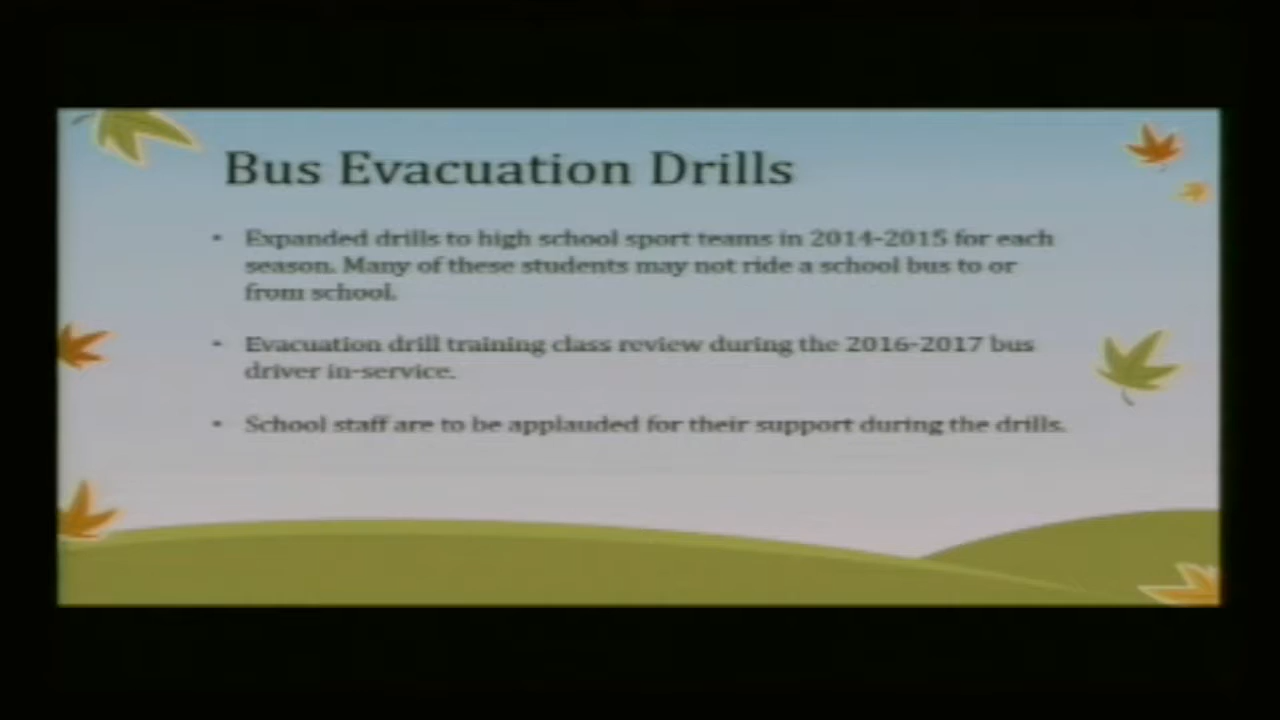 Bus Evacuation Drills
• Expanded drills to high school sport teams in 2014-2015 for each
season. Many of these students may not ride a school bus to or
from school.
• Evacuation drill training class review during the 2016-2017 bus
driver in-service.
• School staff are to be applauded for their support during the drills.